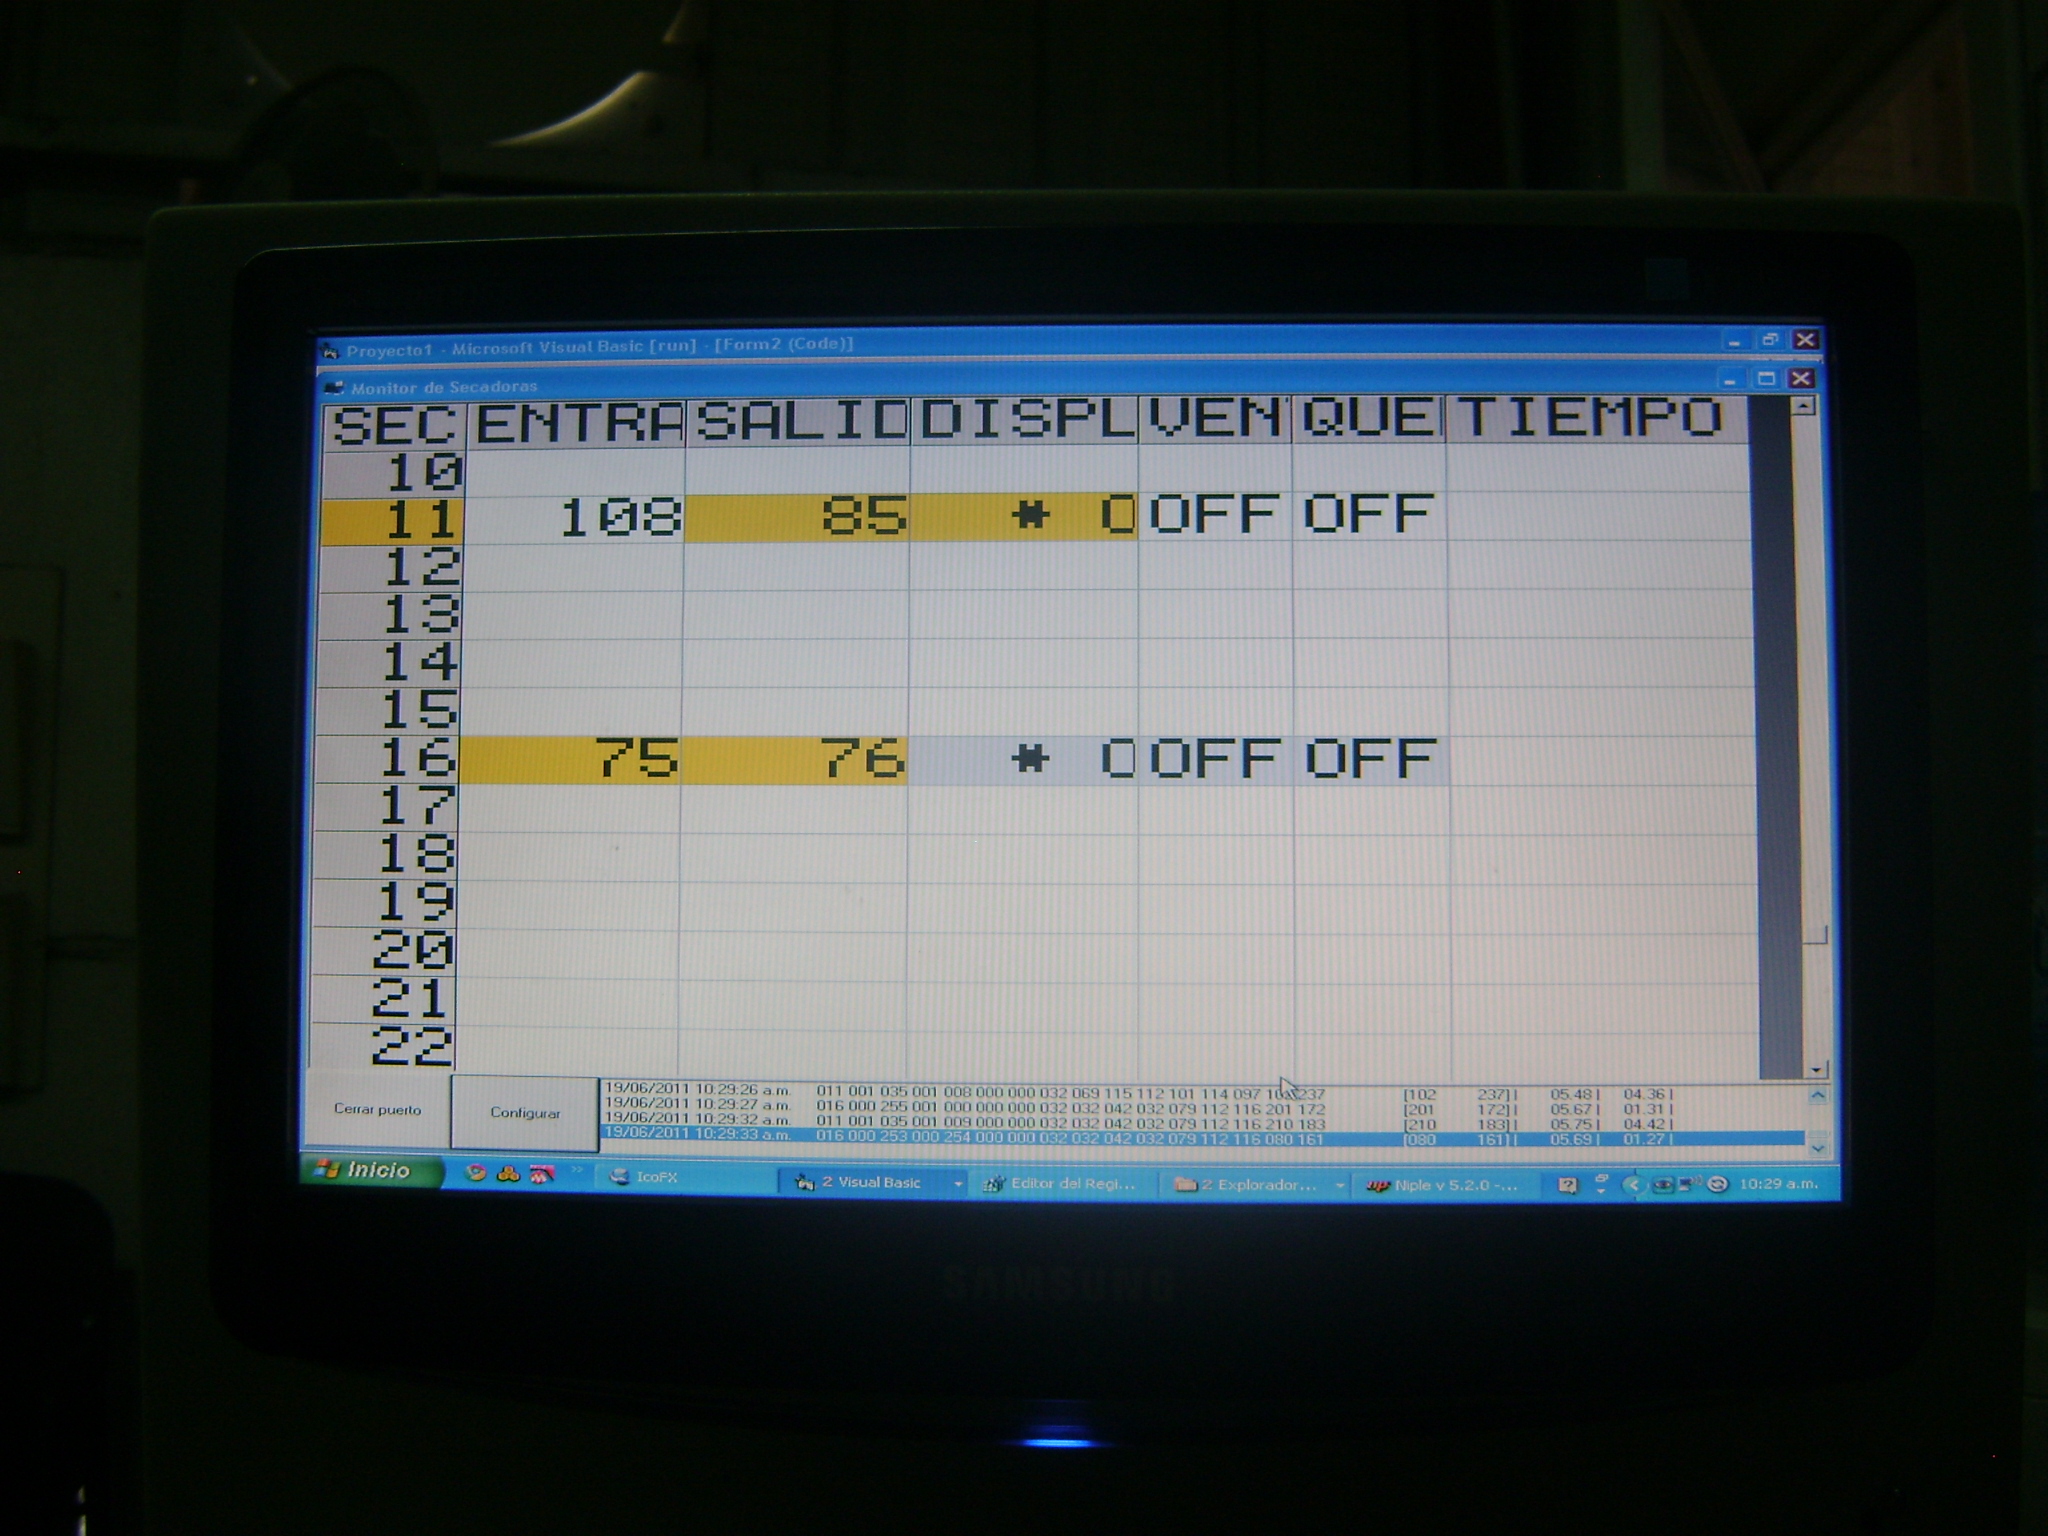 Proyecto1 - Microsoft Visual Basic [run] - [Form2 (Code)]
Monitor de Secadoras
SEC ENTRA SALID DISPL VEN QUE TIEMPO
10
11 108 85 * O OFF OFF
12
13
14
15
16 75 76 * O OFF OFF
17
18
19
20
21
22
Cerrar puerto
Configurar
19/06/2011 10:29:26 a.m. 011 001 035 001 008 000 000 032 069 115 112 101 114 097 237 [102 237]| 05.48| 04.36|
19/06/2011 10:29:27 a.m. 016 000 255 001 000 000 000 032 032 042 032 079 112 116 201 172 [201 172]| 05.67| 01.31|
19/06/2011 10:29:32 a.m. 011 001 035 001 009 000 000 032 032 042 032 079 112 116 210 183 [210 183]| 05.75| 04.42|
19/06/2011 10:29:33 a.m. 016 000 253 000 254 000 000 032 032 042 032 079 112 116 080 161 [080 161]| 05.69| 01.27|
Inicio IcoFX 2 Visual Basic Editor del Regi... 2 Explorador... Niple v 5.2.0 -... 10:29 a.m.
SAMSUNG